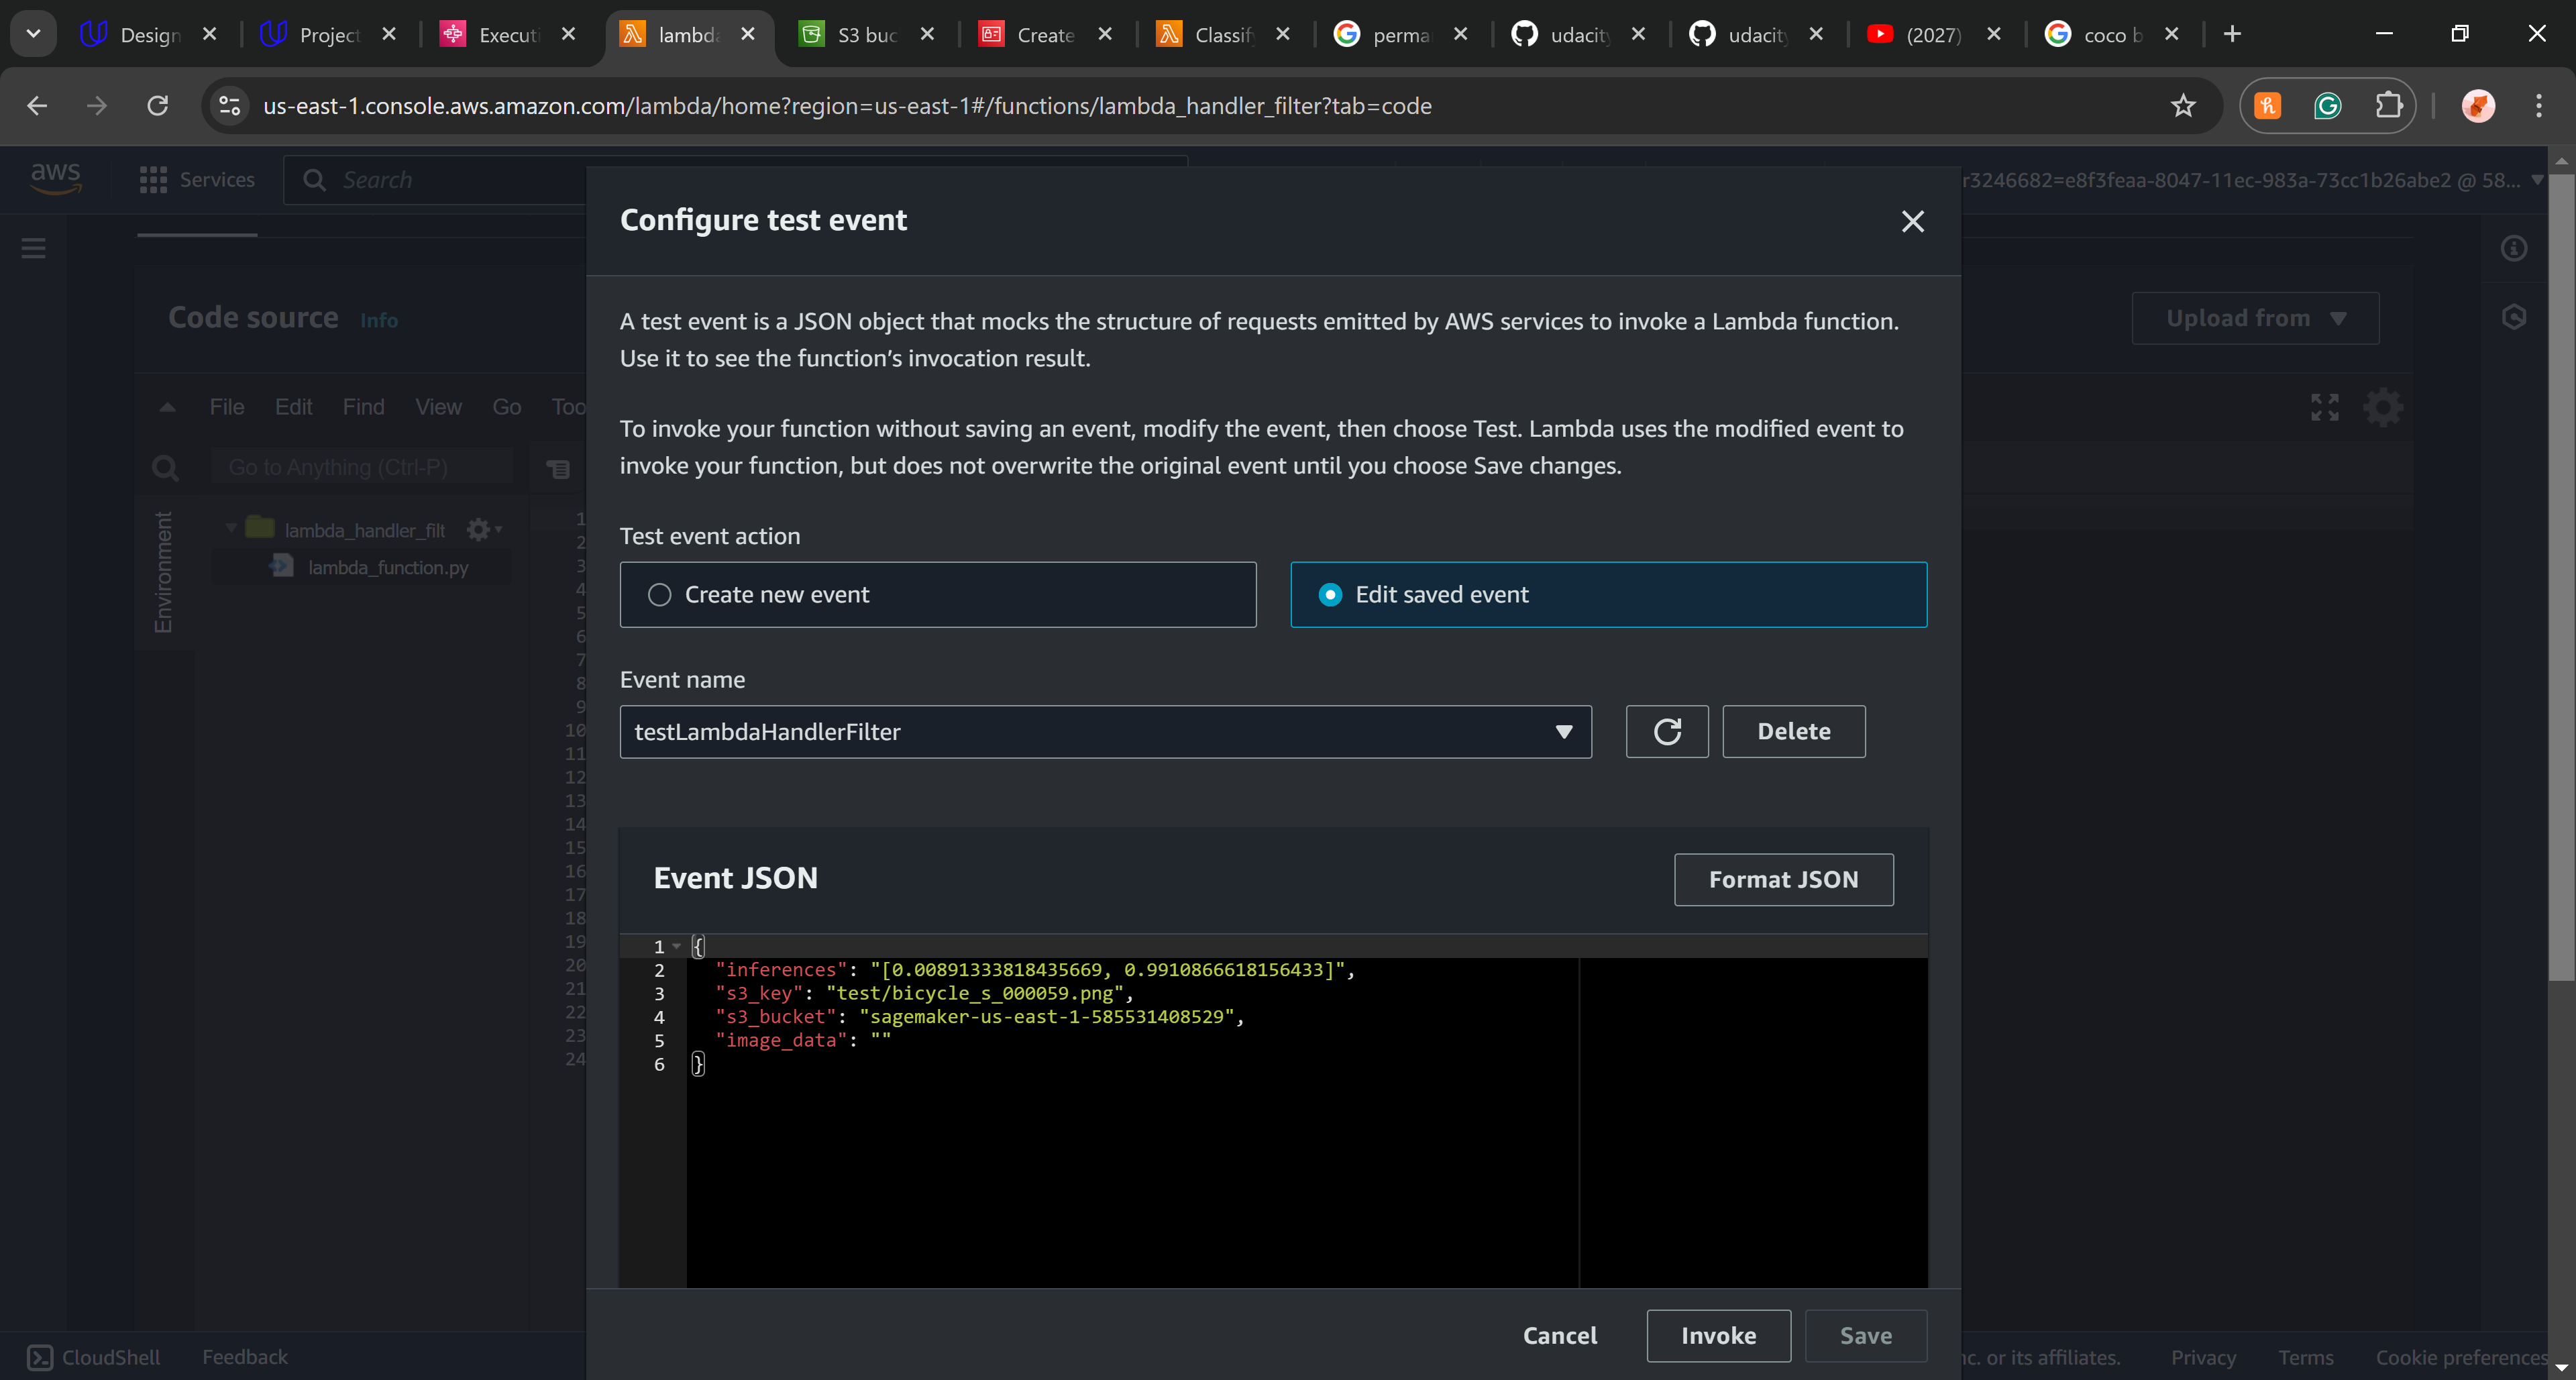 Design
Project
Executi
lambda
S3 buc
Create
Classify
perma
udacity
udacity
(2027)
coco b
us-east-1.console.aws.amazon.com/lambda/home?region=us-east-1#/functions/lambda_handler_filter?tab=code
aws
Services
Search
r3246682=e8f3feaa-8047-11ec-983a-73cc1b26abe2 @ 58...
Configure test event
Code source
Info
Upload from
A test event is a JSON object that mocks the structure of requests emitted by AWS services to invoke a Lambda function.
Use it to see the function's invocation result.
File Edit Find View Go Too
To invoke your function without saving an event, modify the event, then choose Test. Lambda uses the modified event to
invoke your function, but does not overwrite the original event until you choose Save changes.
Go to Anything (Ctrl-P)
Environment
lambda_handler_filt
lambda_function.py
1
2
3
4
5
6
7
8
9
10
11
12
13
14
15
16
17
18
19
20
21
22
23
24
Test event action
Create new event
Edit saved event
Event name
testLambdaHandlerFilter
Delete
Event JSON
Format JSON
1 {
2 "inferences": "[0.00891333818435669, 0.9910866618156433]",
3 "s3_key": "test/bicycle_s_000059.png",
4 "s3_bucket": "sagemaker-us-east-1-585531408529",
5 "image_data": ""
6 }
Cancel
Invoke
Save
CloudShell
Feedback
nc. or its affiliates.
Privacy
Terms
Cookie preferences